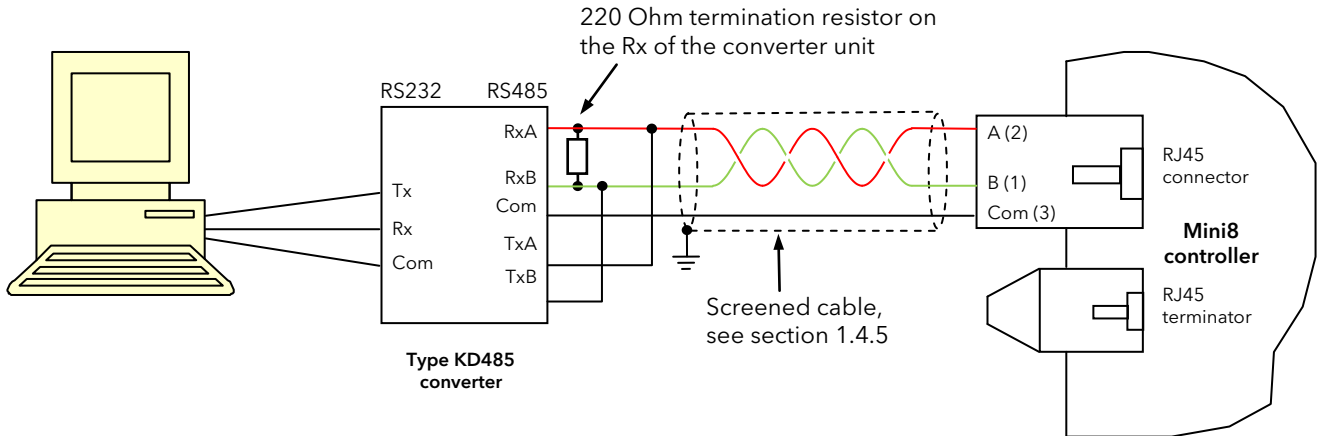 220 Ohm termination resistor on
the Rx of the converter unit
RS232
RS485
RxA
RxB
Com
TxA
TxB
Tx
Rx
Com
Type KD485
converter
Screened cable,
see section 1.4.5
A (2)
B (1)
Com (3)
RJ45
connector
Mini8
controller
RJ45
terminator